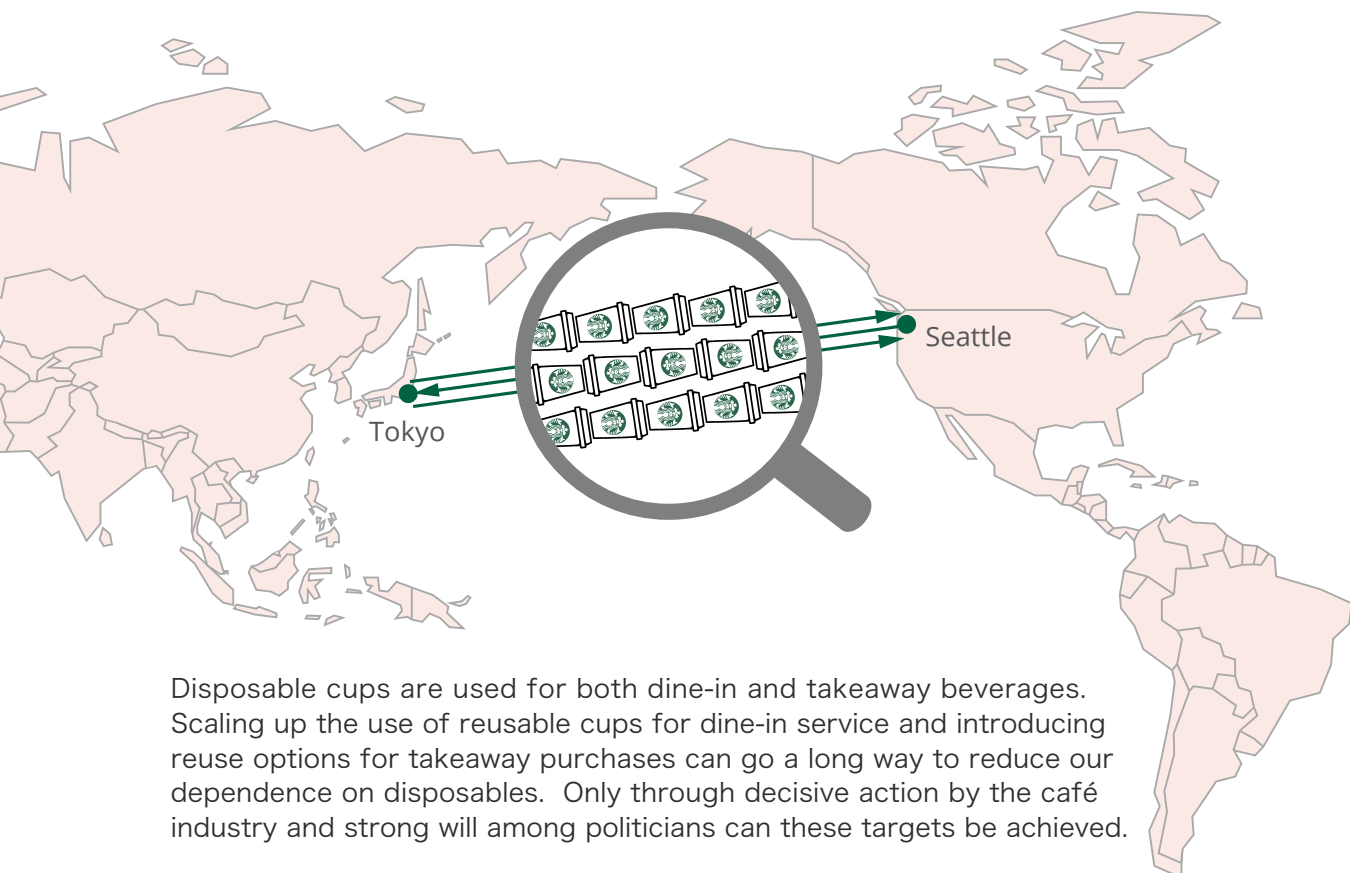 Seattle
Tokyo
Disposable cups are used for both dine-in and takeaway beverages.
Scaling up the use of reusable cups for dine-in service and introducing
reuse options for takeaway purchases can go a long way to reduce our
dependence on disposables.  Only through decisive action by the café
industry and strong will among politicians can these targets be achieved.